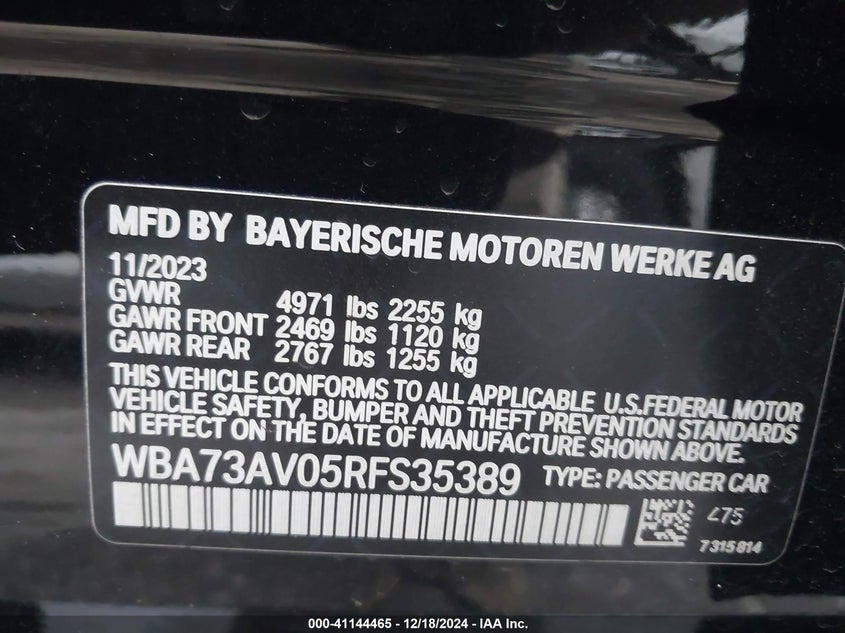 MFD BY BAYERISCHE MOTOREN WERKE AG
11/2023
GVWR 4971 lbs 2255 kg
GAWR FRONT 2469 lbs 1120 kg
GAWR REAR 2767 lbs 1255 kg
THIS VEHICLE CONFORMS TO ALL APPLICABLE U.S.FEDERAL MOTOR
VEHICLE SAFETY, BUMPER AND THEFT PREVENTION STANDARDS
IN EFFECT ON THE DATE OF MANUFACTURE SHOWN ABOVE.
WBA73AV05RFS35389 TYPE: PASSENGER CAR
475
7315814
000-41144465 - 12/18/2024 - IAA Inc.